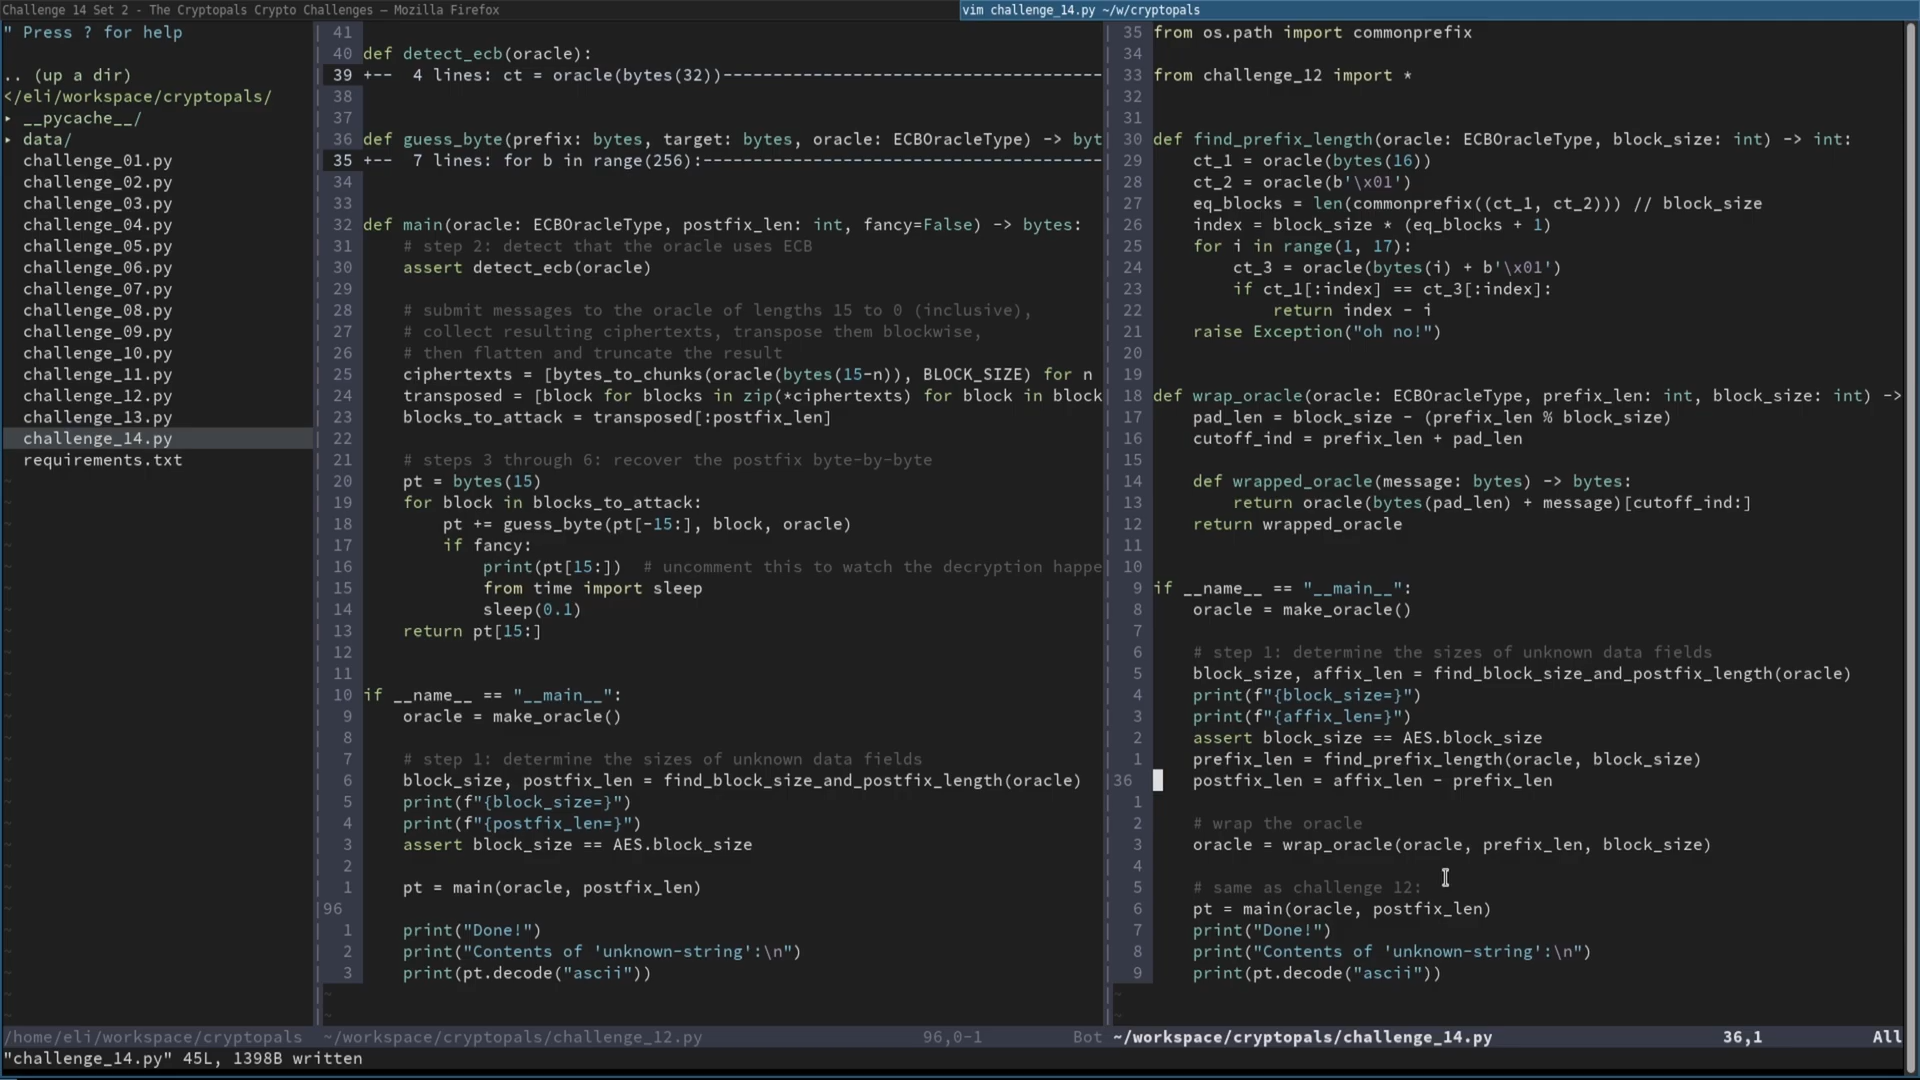 Challenge 14 Set 2 - The Cryptopals Crypto Challenges — Mozilla Firefox
vim challenge_14.py ~/w/cryptopals
" Press ? for help
.. (up a dir)
</eli/workspace/cryptopals/
▸ __pycache__/
▸ data/
challenge_01.py
challenge_02.py
challenge_03.py
challenge_04.py
challenge_05.py
challenge_06.py
challenge_07.py
challenge_08.py
challenge_09.py
challenge_10.py
challenge_11.py
challenge_12.py
challenge_13.py
challenge_14.py
requirements.txt
/home/eli/workspace/cryptopals
41
40 def detect_ecb(oracle):
39 +--  4 lines: ct = oracle(bytes(32))--------------------------------------
38
37
36 def guess_byte(prefix: bytes, target: bytes, oracle: ECBOracleType) -> byt
35 +--  7 lines: for b in range(256):----------------------------------------
34
33
32 def main(oracle: ECBOracleType, postfix_len: int, fancy=False) -> bytes:
31     # step 2: detect that the oracle uses ECB
30     assert detect_ecb(oracle)
29
28     # submit messages to the oracle of lengths 15 to 0 (inclusive),
27     # collect resulting ciphertexts, transpose them blockwise,
26     # then flatten and truncate the result
25     ciphertexts = [bytes_to_chunks(oracle(bytes(15-n)), BLOCK_SIZE) for n
24     transposed = [block for blocks in zip(*ciphertexts) for block in block
23     blocks_to_attack = transposed[:postfix_len]
22
21     # steps 3 through 6: recover the postfix byte-by-byte
20     pt = bytes(15)
19     for block in blocks_to_attack:
18         pt += guess_byte(pt[-15:], block, oracle)
17         if fancy:
16             print(pt[15:])  # uncomment this to watch the decryption happe
15             from time import sleep
14             sleep(0.1)
13     return pt[15:]
12
11
10 if __name__ == "__main__":
9     oracle = make_oracle()
8
7     # step 1: determine the sizes of unknown data fields
6     block_size, postfix_len = find_block_size_and_postfix_length(oracle)
5     print(f"{block_size=}")
4     print(f"{postfix_len=}")
3     assert block_size == AES.block_size
2
1     pt = main(oracle, postfix_len)
96
1     print("Done!")
2     print("Contents of 'unknown-string':\n")
3     print(pt.decode("ascii"))
~/workspace/cryptopals/challenge_12.py 96,0-1 Bot
35 from os.path import commonprefix
34
33 from challenge_12 import *
32
31
30 def find_prefix_length(oracle: ECBOracleType, block_size: int) -> int:
29     ct_1 = oracle(bytes(16))
28     ct_2 = oracle(b'\x01')
27     eq_blocks = len(commonprefix((ct_1, ct_2))) // block_size
26     index = block_size * (eq_blocks + 1)
25     for i in range(1, 17):
24         ct_3 = oracle(bytes(i) + b'\x01')
23         if ct_1[:index] == ct_3[:index]:
22             return index - i
21     raise Exception("oh no!")
20
19
18 def wrap_oracle(oracle: ECBOracleType, prefix_len: int, block_size: int) ->
17     pad_len = block_size - (prefix_len % block_size)
16     cutoff_ind = prefix_len + pad_len
15
14     def wrapped_oracle(message: bytes) -> bytes:
13         return oracle(bytes(pad_len) + message)[cutoff_ind:]
12     return wrapped_oracle
11
10
9 if __name__ == "__main__":
8     oracle = make_oracle()
7
6     # step 1: determine the sizes of unknown data fields
5     block_size, affix_len = find_block_size_and_postfix_length(oracle)
4     print(f"{block_size=}")
3     print(f"{affix_len=}")
2     assert block_size == AES.block_size
1     prefix_len = find_prefix_length(oracle, block_size)
36     postfix_len = affix_len - prefix_len
1
2     # wrap the oracle
3     oracle = wrap_oracle(oracle, prefix_len, block_size)
4
5     # same as challenge 12:
6     pt = main(oracle, postfix_len)
7     print("Done!")
8     print("Contents of 'unknown-string':\n")
9     print(pt.decode("ascii"))
~/workspace/cryptopals/challenge_14.py 36,1 All
"challenge_14.py" 45L, 1398B written